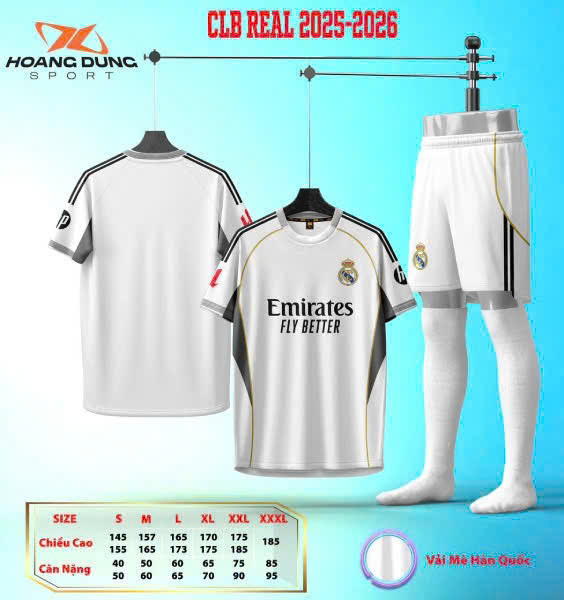 CLB REAL 2025-2026
HOANG DUNG
SPORT
hp
hp
Emirates
FLY BETTER
SIZE S M L XL XXL XXXL
Chiều Cao 145 157 165 170 175 185
155 165 173 175 185
Cân Nặng 40 50 60 65 75 85
50 60 65 70 90 95
Vải Mè Hàn Quốc